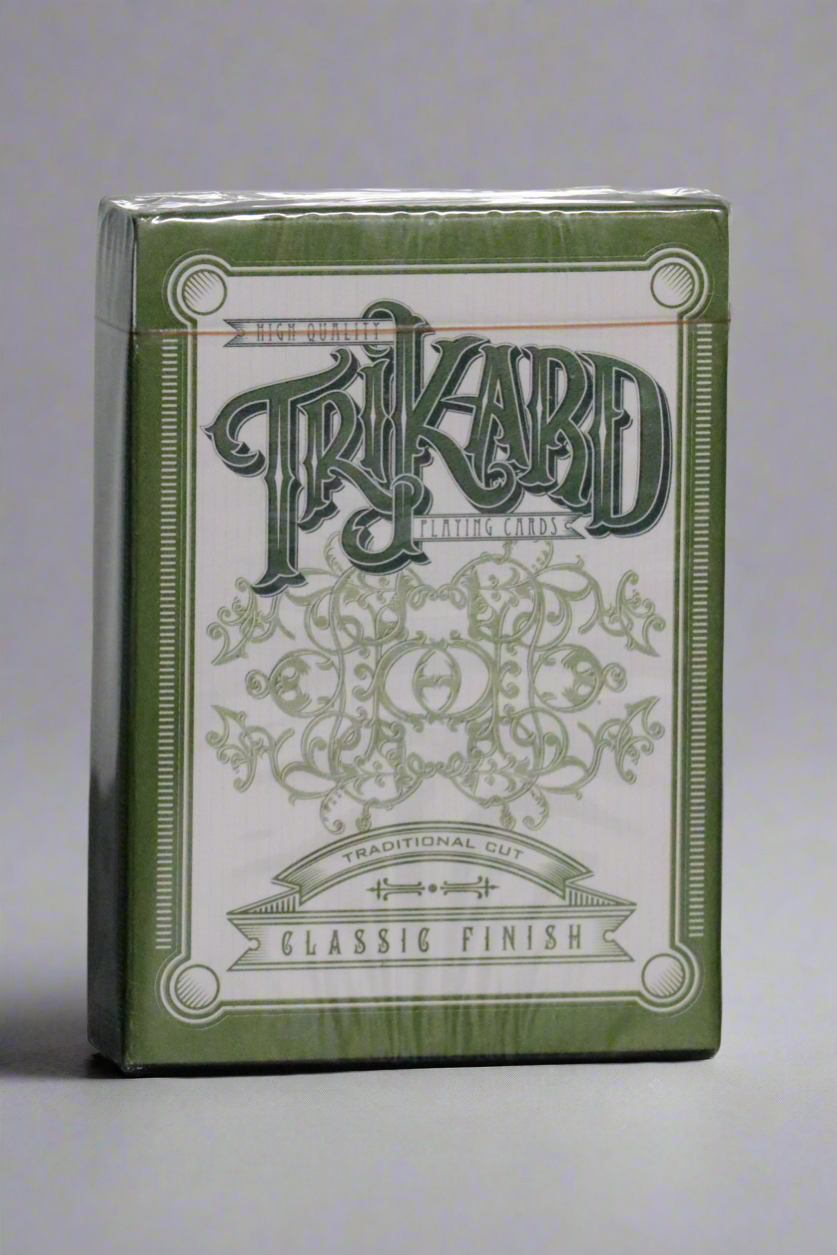 HIGH QUALITY
TRIKARD
PLAYING CARDS
TRADITIONAL CUT
CLASSIC FINISH